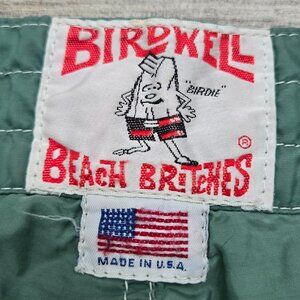 BIRDWELL
"BIRDIE"
®
BEACH BRITCHES
MADE IN U.S.A.